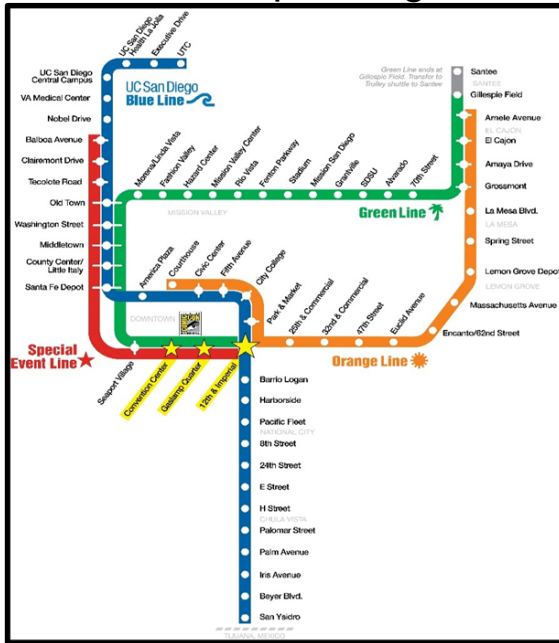 UC San Diego
Health La Jolla
Executive Drive
UTC
UC San Diego
Central Campus
VA Medical Center
Nobel Drive
Balboa Avenue
Clairemont Drive
Tecolote Road
Old Town
Washington Street
Middletown
County Center/
Little Italy
Santa Fe Depot
UC San Diego
Blue Line
Green Line ends at
Gillespie Field. Transfer to
Trolley shuttle to Santee
Santee
SANTEE
Gillespie Field
Arnele Avenue
EL CAJON
El Cajon
Amaya Drive
Grossmont
La Mesa Blvd.
LA MESA
Spring Street
Lemon Grove Depot
LEMON GROVE
Massachusetts Avenue
Encanto/62nd Street
Morena/Linda Vista
Fashion Valley
Hazard Center
Mission Valley Center
Rio Vista
Fenton Parkway
Stadium
Mission San Diego
Grantville
SDSU
Alvarado
70th Street
MISSION VALLEY
Green Line
America Plaza
Courthouse
Civic Center
Fifth Avenue
City College
Park & Market
25th & Commercial
32nd & Commercial
47th Street
Euclid Avenue
DOWNTOWN
Special
Event Line
Orange Line
Seaport Village
Convention Center
Gaslamp Quarter
12th & Imperial
Barrio Logan
Harborside
Pacific Fleet
NATIONAL CITY
8th Street
24th Street
E Street
H Street
CHULA VISTA
Palomar Street
Palm Avenue
Iris Avenue
Beyer Blvd.
San Ysidro
TIJUANA, MEXICO